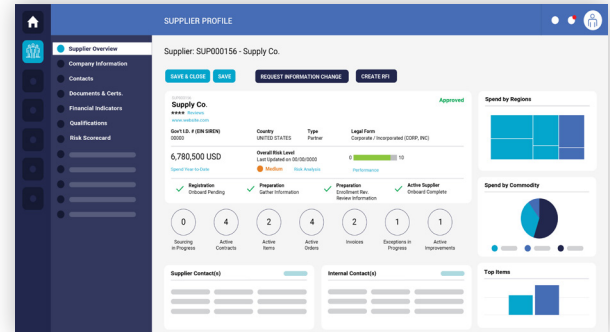 SUPPLIER PROFILE
Supplier Overview
Company Information
Contacts
Documents & Certs.
Financial Indicators
Qualifications
Risk Scorecard
Supplier: SUP000156 - Supply Co.
SAVE & CLOSE
SAVE
REQUEST INFORMATION CHANGE
CREATE RFI
Supply Co.
Approved
Reviews
www.website.com
Gov't I.D. # (EIN SIREN)
00000
Country
UNITED STATES
Type
Partner
Legal Form
Corporate / Incorporated (CORP, INC)
6,780,500 USD
Spend Year-to-Date
Overall Risk Level
Last Updated on 00/00/0000
Medium
Risk Analysis
0
10
Performance
Registration
Onboard Pending
Preparation
Gather Information
Preparation
Enrollment Rev.
Review Information
Active Supplier
Onboard Complete
0
Sourcing
in Progress
4
Active
Contracts
2
Active
Items
4
Active
Orders
2
Invoices
1
Exceptions in
Progress
1
Active
Improvements
Supplier Contact(s)
Internal Contact(s)
Spend by Regions
Spend by Commodity
Top Items